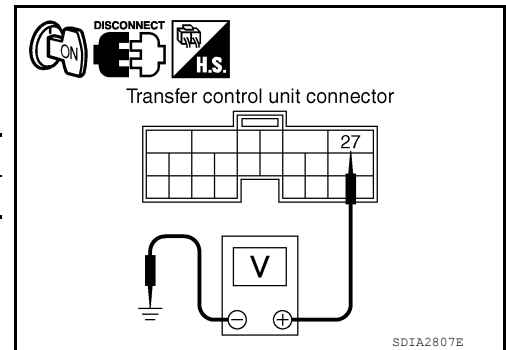 DISCONNECT
ON
H.S.
Transfer control unit connector
27
V
− +
SDIA2807E